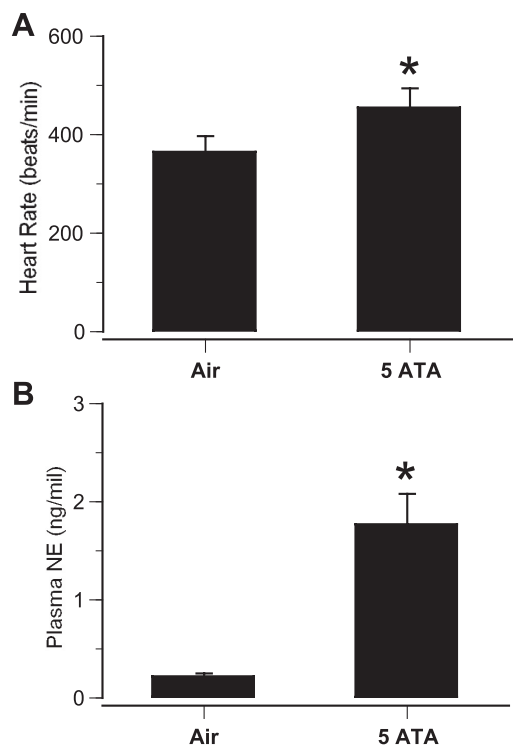 A
600
400
200
0
Heart Rate (beats/min)
*
Air
5 ATA
B
3
2
1
0
Plasma NE (ng/mil)
*
Air
5 ATA